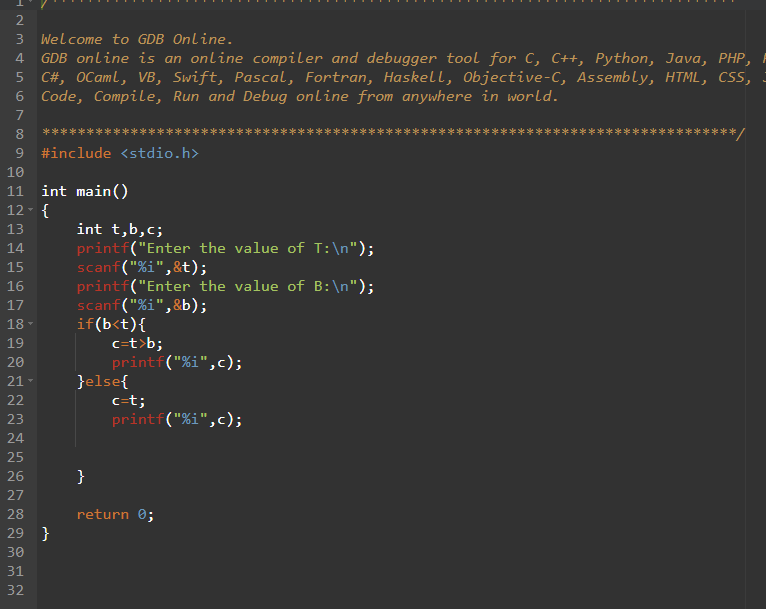 1 /******************************************************************************
2
3 Welcome to GDB Online.
4 GDB online is an online compiler and debugger tool for C, C++, Python, Java, PHP,
5 C#, OCaml, VB, Swift, Pascal, Fortran, Haskell, Objective-C, Assembly, HTML, CSS,
6 Code, Compile, Run and Debug online from anywhere in world.
7
8 *******************************************************************************/
9 #include <stdio.h>
10
11 int main()
12 {
13     int t,b,c;
14     printf("Enter the value of T:\n");
15     scanf("%i",&t);
16     printf("Enter the value of B:\n");
17     scanf("%i",&b);
18     if(b<t){
19         c=t>b;
20         printf("%i",c);
21     }else{
22         c=t;
23         printf("%i",c);
24
25
26     }
27
28     return 0;
29 }
30
31
32